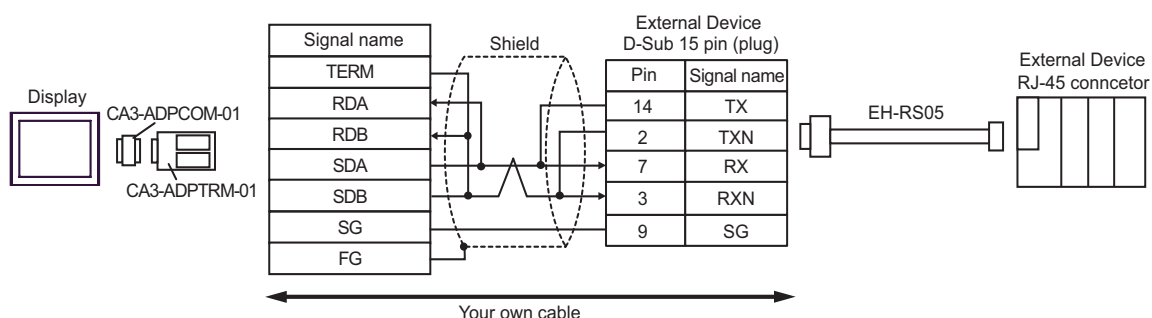 External Device
D-Sub 15 pin (plug)
External Device
RJ-45 conncetor
Display
CA3-ADPCOM-01
CA3-ADPTRM-01
Signal name
TERM
RDA
RDB
SDA
SDB
SG
FG
Shield
Pin Signal name
14 TX
2 TXN
7 RX
3 RXN
9 SG
EH-RS05
Your own cable